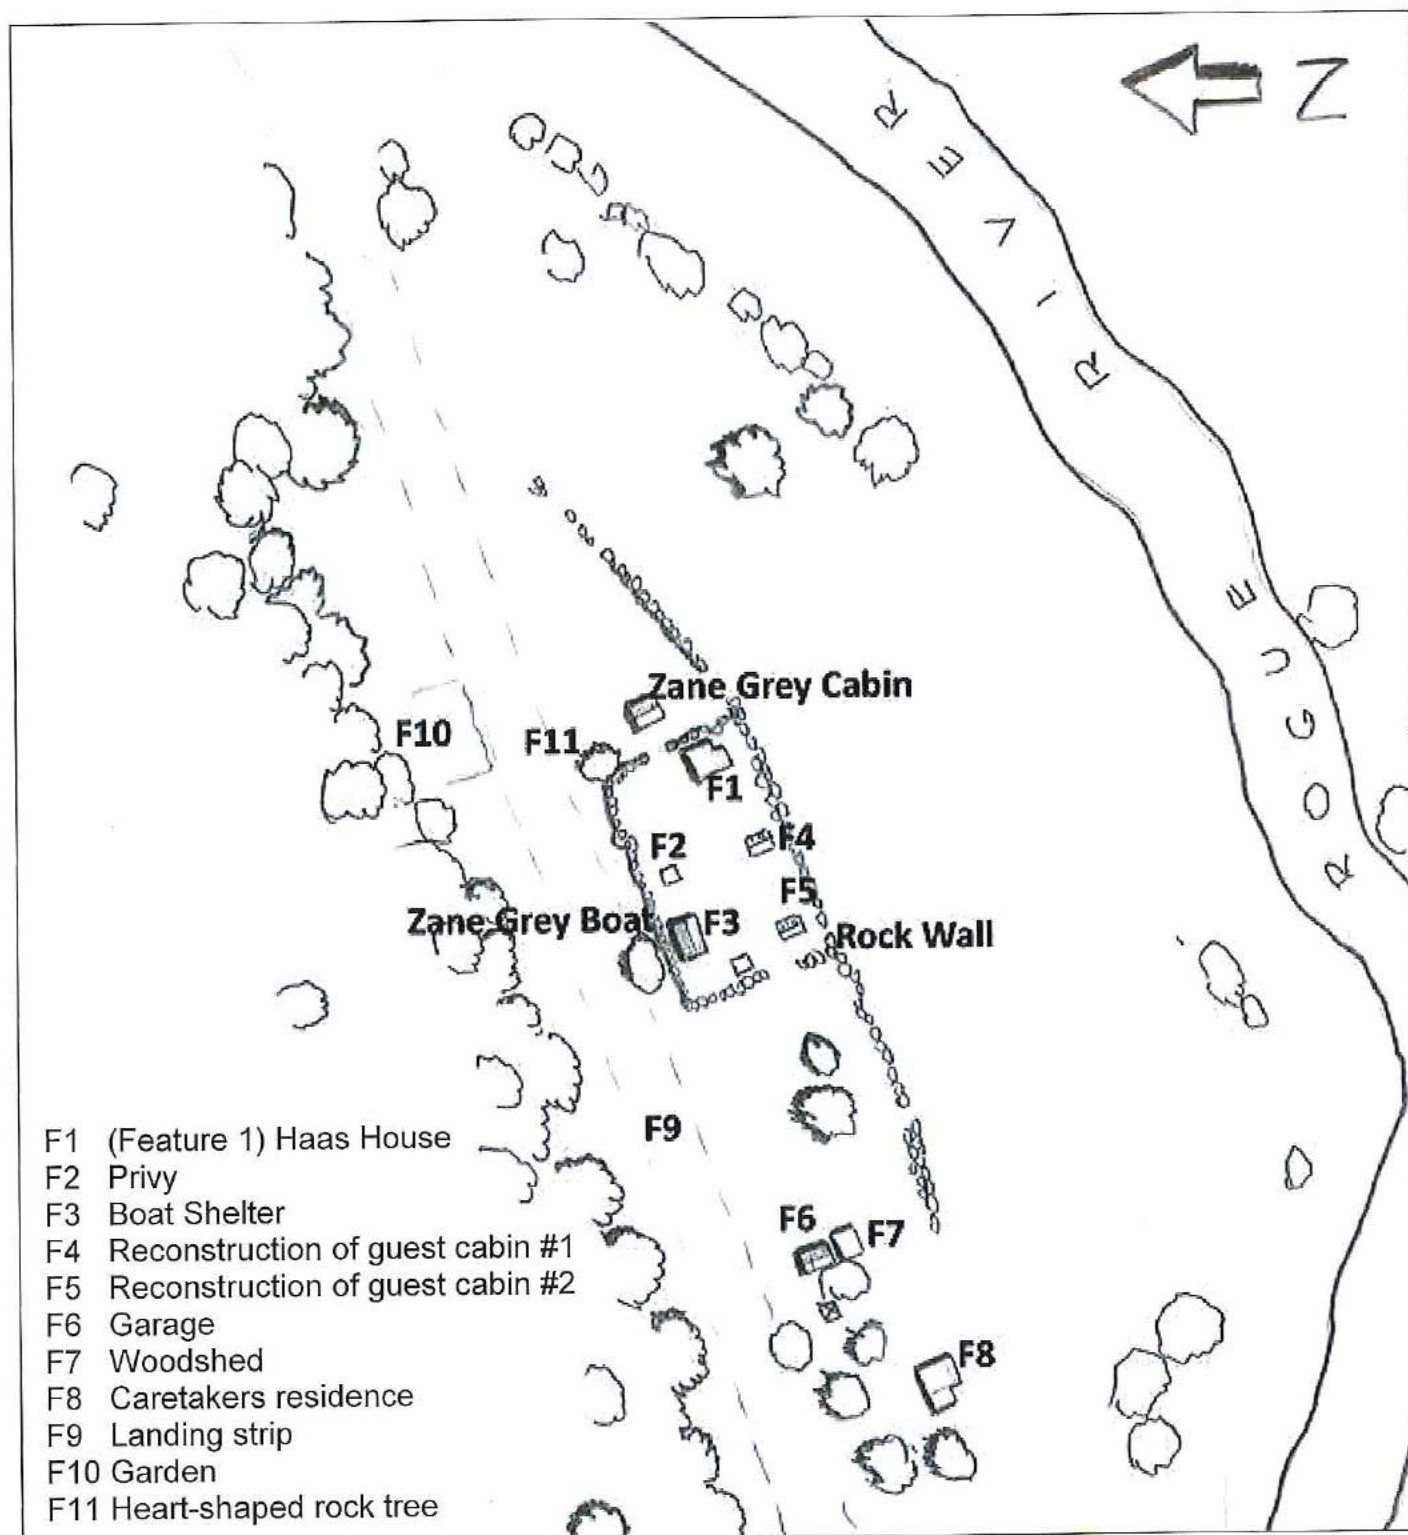 N
ROGUE RIVER
Zane Grey Cabin
F10
F11
F1
F2
F4
F5
Zane Grey Boat
F3
Rock Wall
F9
F6
F7
F8
F1 (Feature 1) Haas House
F2 Privy
F3 Boat Shelter
F4 Reconstruction of guest cabin #1
F5 Reconstruction of guest cabin #2
F6 Garage
F7 Woodshed
F8 Caretakers residence
F9 Landing strip
F10 Garden
F11 Heart-shaped rock tree